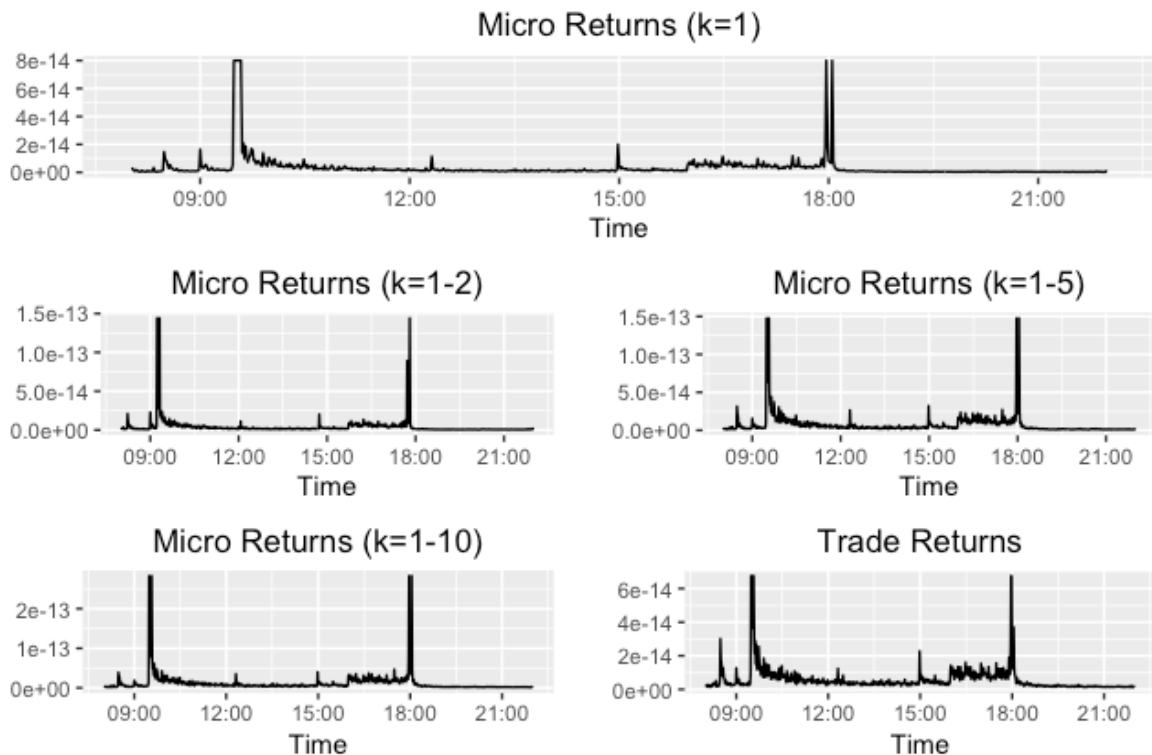 Micro Returns (k=1)
8e-14
6e-14
4e-14
2e-14
0e+00
09:00 12:00 15:00 18:00 21:00
Time
Micro Returns (k=1-2)
1.5e-13
1.0e-13
5.0e-14
0.0e+00
09:00 12:00 15:00 18:00 21:00
Time
Micro Returns (k=1-5)
1.5e-13
1.0e-13
5.0e-14
0.0e+00
09:00 12:00 15:00 18:00 21:00
Time
Micro Returns (k=1-10)
2e-13
1e-13
0e+00
09:00 12:00 15:00 18:00 21:00
Time
Trade Returns
6e-14
4e-14
2e-14
0e+00
09:00 12:00 15:00 18:00 21:00
Time